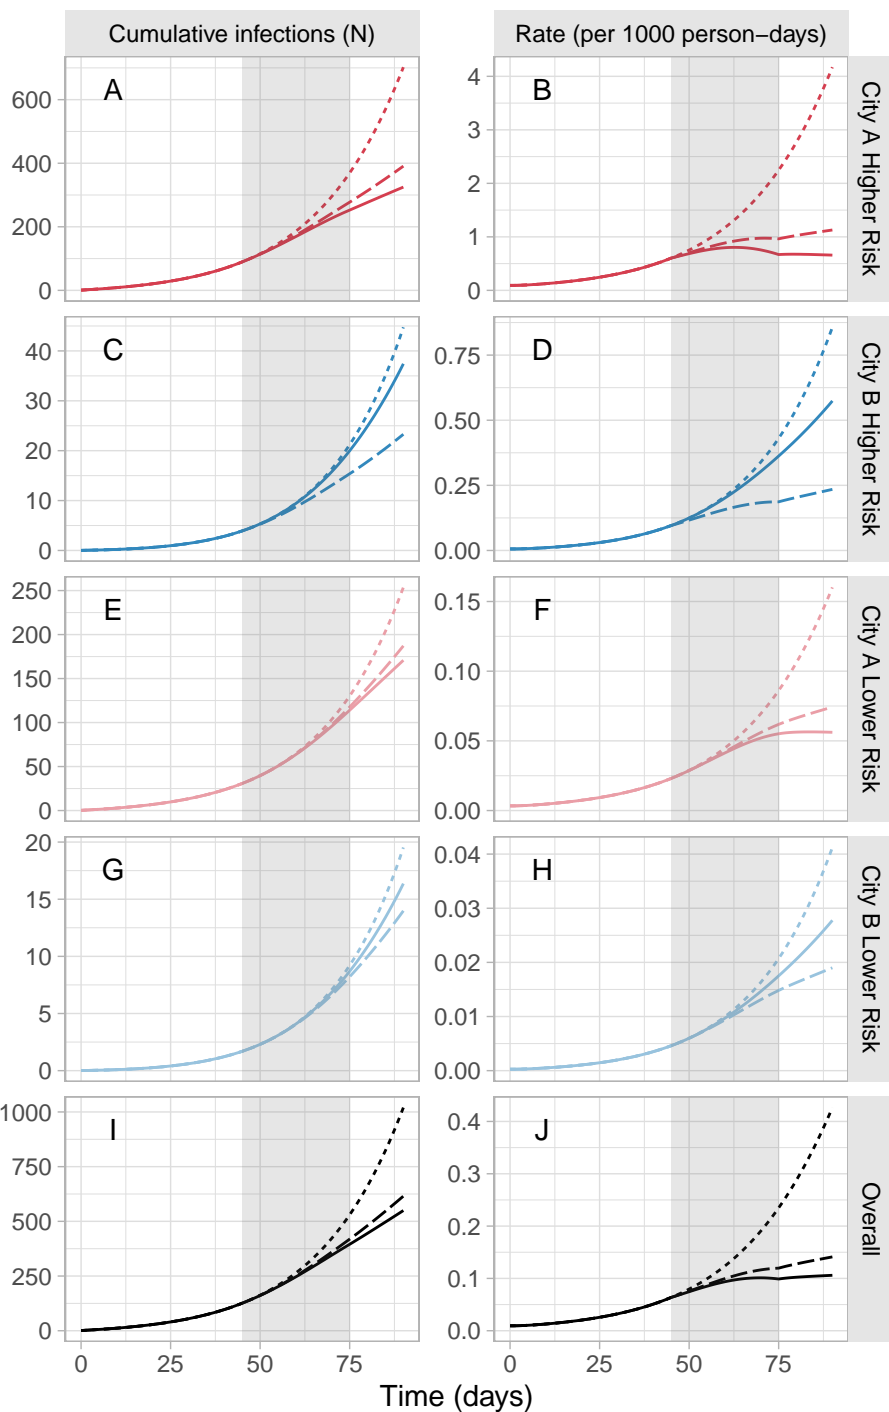 Cumulative infections (N)
Rate (per 1000 person−days)
A
0
200
400
600
B
0
1
2
3
4
City A Higher Risk
C
0
10
20
30
40
D
0.00
0.25
0.50
0.75
City B Higher Risk
E
0
50
100
150
200
250
F
0.00
0.05
0.10
0.15
City A Lower Risk
G
0
5
10
15
20
H
0.00
0.01
0.02
0.03
0.04
City B Lower Risk
I
0
250
500
750
1000
J
0.0
0.1
0.2
0.3
0.4
Overall
0 25 50 75
0 25 50 75
Time (days)